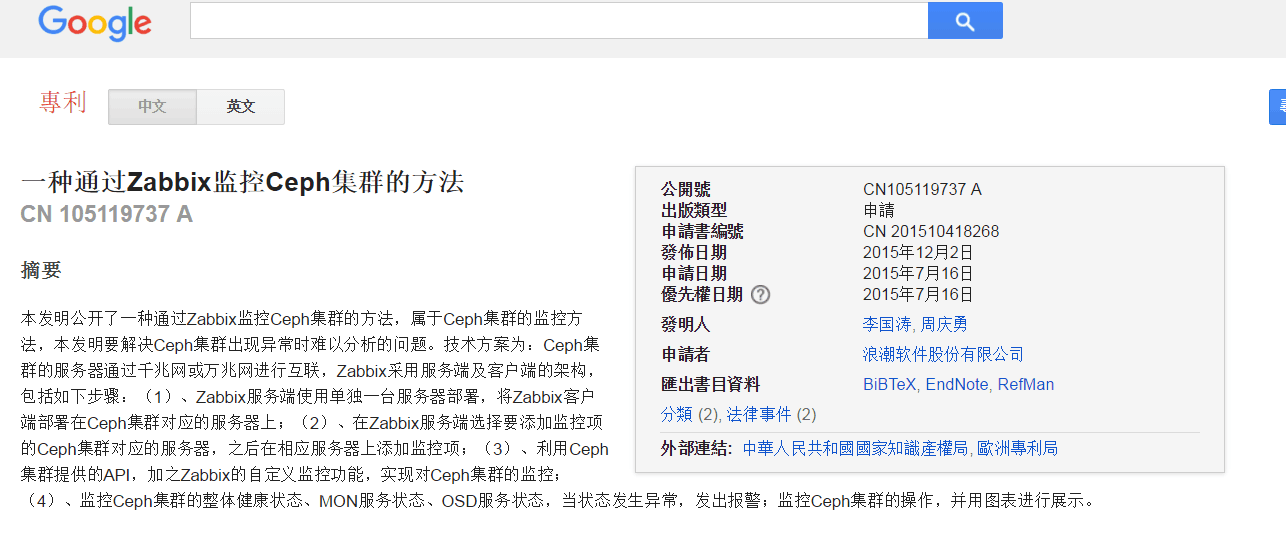 Google
專利
中文
英文
尋
一种通过Zabbix监控Ceph集群的方法
CN 105119737 A
摘要
本发明公开了一种通过Zabbix监控Ceph集群的方法，属于Ceph集群的监控方
法，本发明要解决Ceph集群出现异常时难以分析的问题。技术方案为：Ceph集
群的服务器通过千兆网或万兆网进行互联，Zabbix采用服务端及客户端的架构，
包括如下步骤：（1）、Zabbix服务端使用单独一台服务器部署，将Zabbix客户
端部署在Ceph集群对应的服务器上；（2）、在Zabbix服务端选择要添加监控项
的Ceph集群对应的服务器，之后在相应服务器上添加监控项；（3）、利用Ceph
集群提供的API，加之Zabbix的自定义监控功能，实现对Ceph集群的监控；
（4）、监控Ceph集群的整体健康状态、MON服务状态、OSD服务状态，当状态发生异常，发出报警；监控Ceph集群的操作，并用图表进行展示。
公開號 CN105119737 A
出版類型 申請
申請書編號 CN 201510418268
發佈日期 2015年12月2日
申請日期 2015年7月16日
優先權日期 ? 2015年7月16日
發明人 李国涛, 周庆勇
申請者 浪潮软件股份有限公司
匯出書目資料 BiBTeX, EndNote, RefMan
分類 (2), 法律事件 (2)
外部連結: 中華人民共和國國家知識產權局, 歐洲專利局